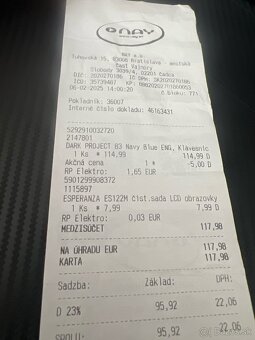 NAY
NAY a.s.
Tuhovská 15, 83006 Bratislava - mestská
časť Vajnory
Slobody 3039/4, 02201 Čadca
DIČ: 2020270186 IČ DPH: SK2020270186
IČO: 35739487 KP: 88820202701860053
06-02-2025 14:00:20 Č bloku: 771
Pokladník: 36007
Interné číslo dokladu: 46163431
5292910032720
2147801
DARK PROJECT 83 Navy Blue ENG, Klávesnic
1 Ks * 114,99 114,99 D
Akčná cena 1 * -5,00 D
RP Elektro: 1,65 EUR
5901299908372
1115897
ESPERANZA ES122M čist.sada LCD obrazovky
1 Ks * 7,99 7,99 D
RP Elektro: 0,03 EUR
MEDZISÚČET 117,98
NA ÚHRADU EUR 117,98
KARTA 117,98
Sadzba: Základ: DPH:
D 23% 95,92 22,06
SPOLU: 95,92 22,06